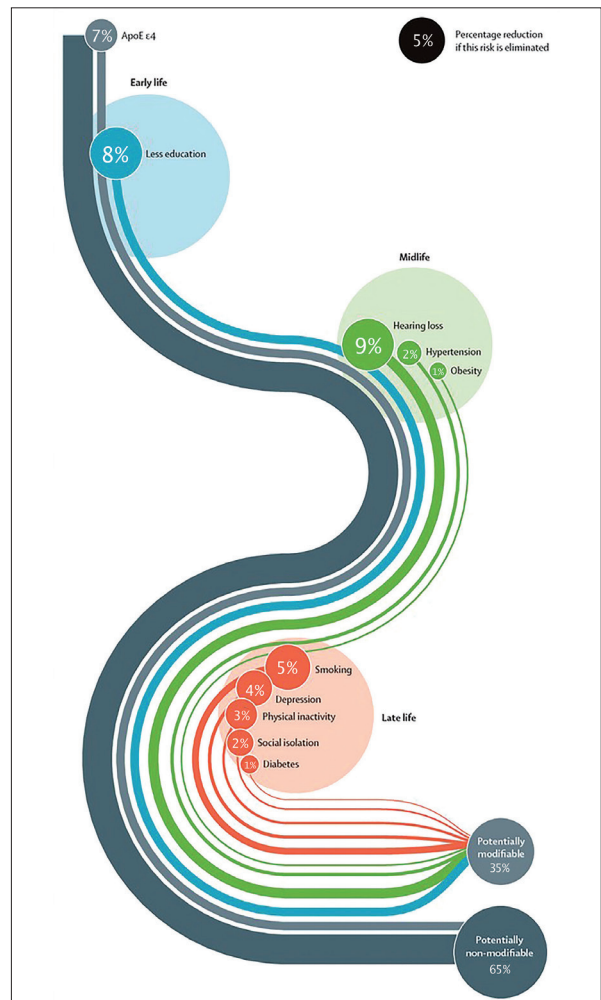 7%
ApoE ε4
5%
Percentage reduction
if this risk is eliminated
Early life
8%
Less education
Midlife
Hearing loss
9%
2%
Hypertension
1%
Obesity
5%
Smoking
4%
Depression
3%
Physical inactivity
Late life
2%
Social isolation
1%
Diabetes
Potentially
modifiable
35%
Potentially
non-modifiable
65%